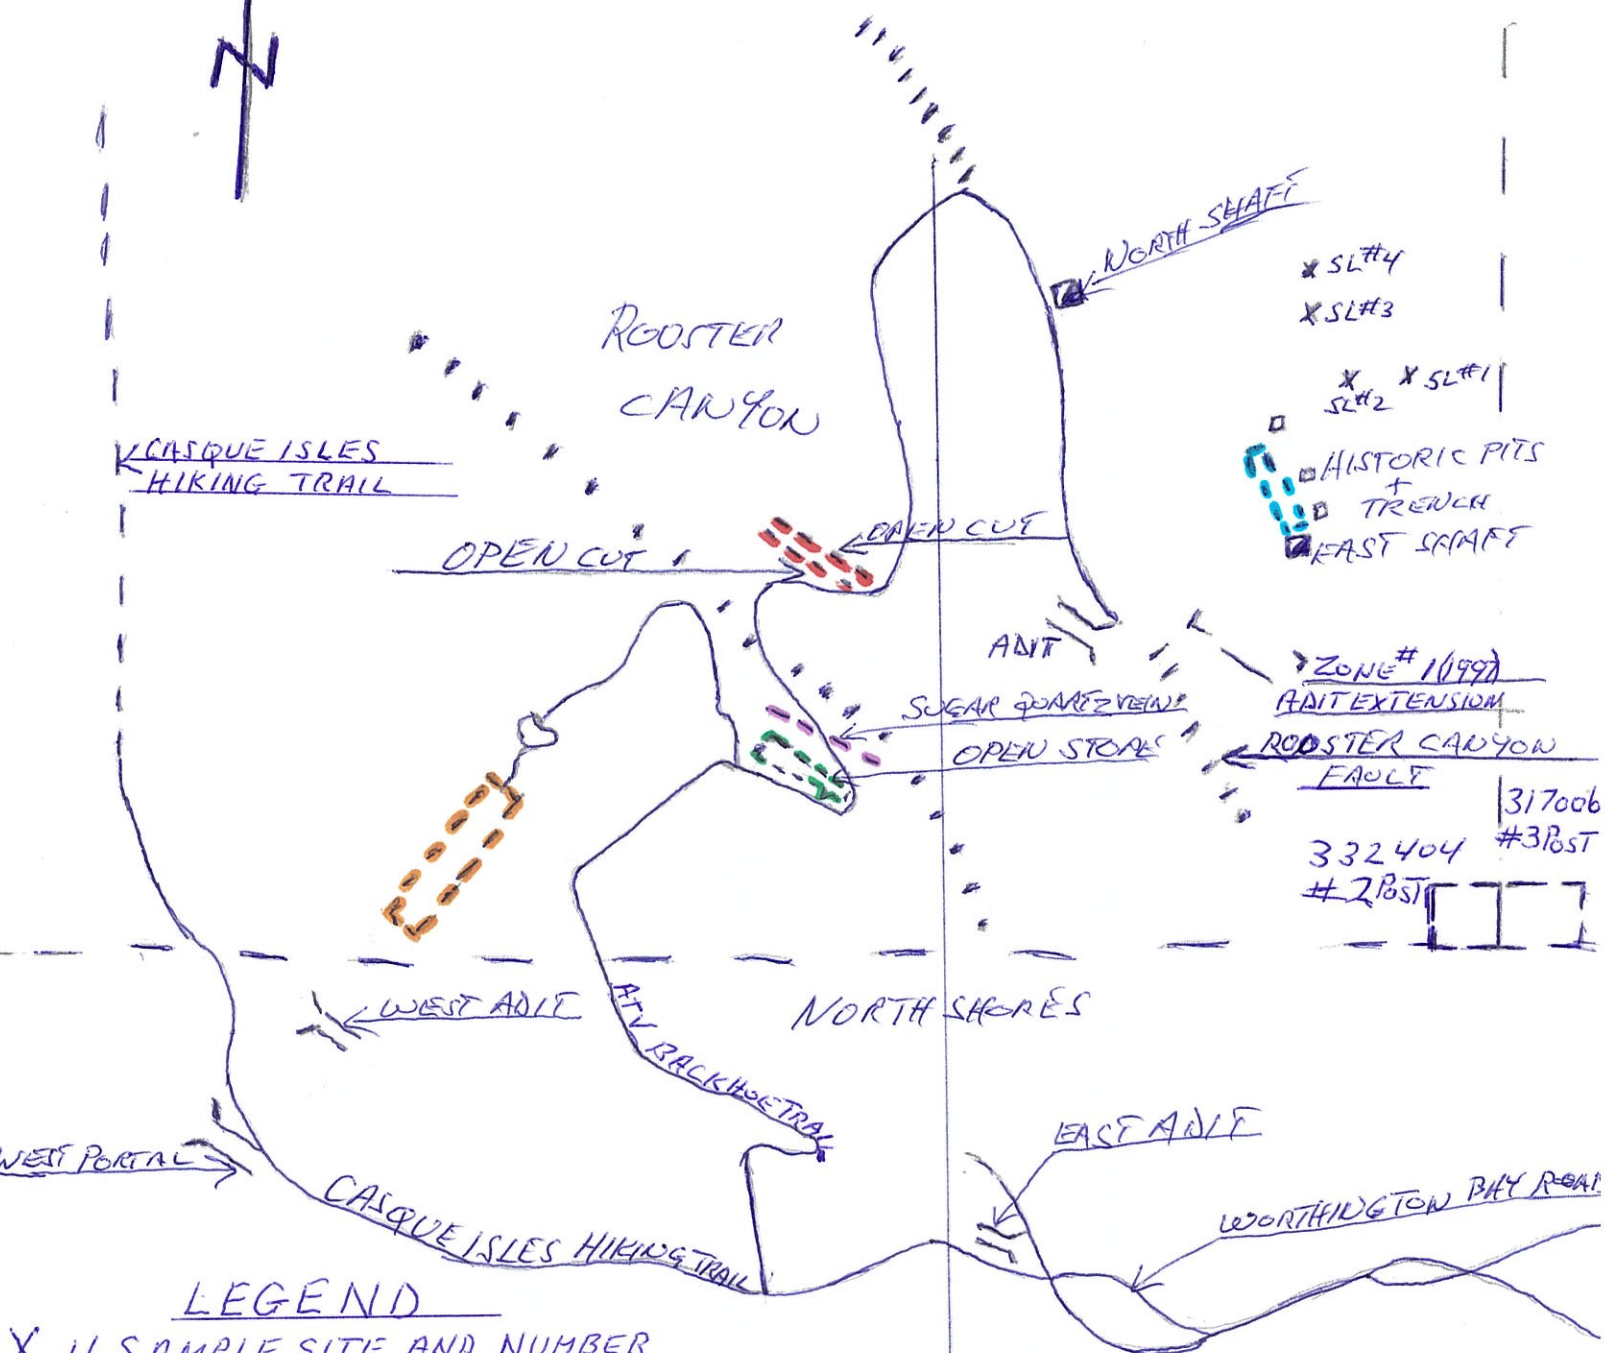 N
NORTH SHAFT
SL#4
SL#3
ROOSTER
CANYON
SL#1
SL#2
CASQUE ISLES
HIKING TRAIL
HISTORIC PITS
+
TRENCH
OPEN CUT
EAST SHAFT
OPEN CUT
ADIT
ZONE # 1(1997)
ADIT EXTENSION
SUGAR QUARTZ VEINS
OPEN STOPE
ROOSTER CANYON
FAULT
317006
#3 POST
332404
#2 POST
WEST ADIT
NORTH SHORES
ATV BACKHOE TRAIL
EAST ADIT
WEST PORTAL
WORTHINGTON BAY ROAD
CASQUE ISLES HIKING TRAIL
LEGEND
X # SAMPLE SITE AND NUMBER